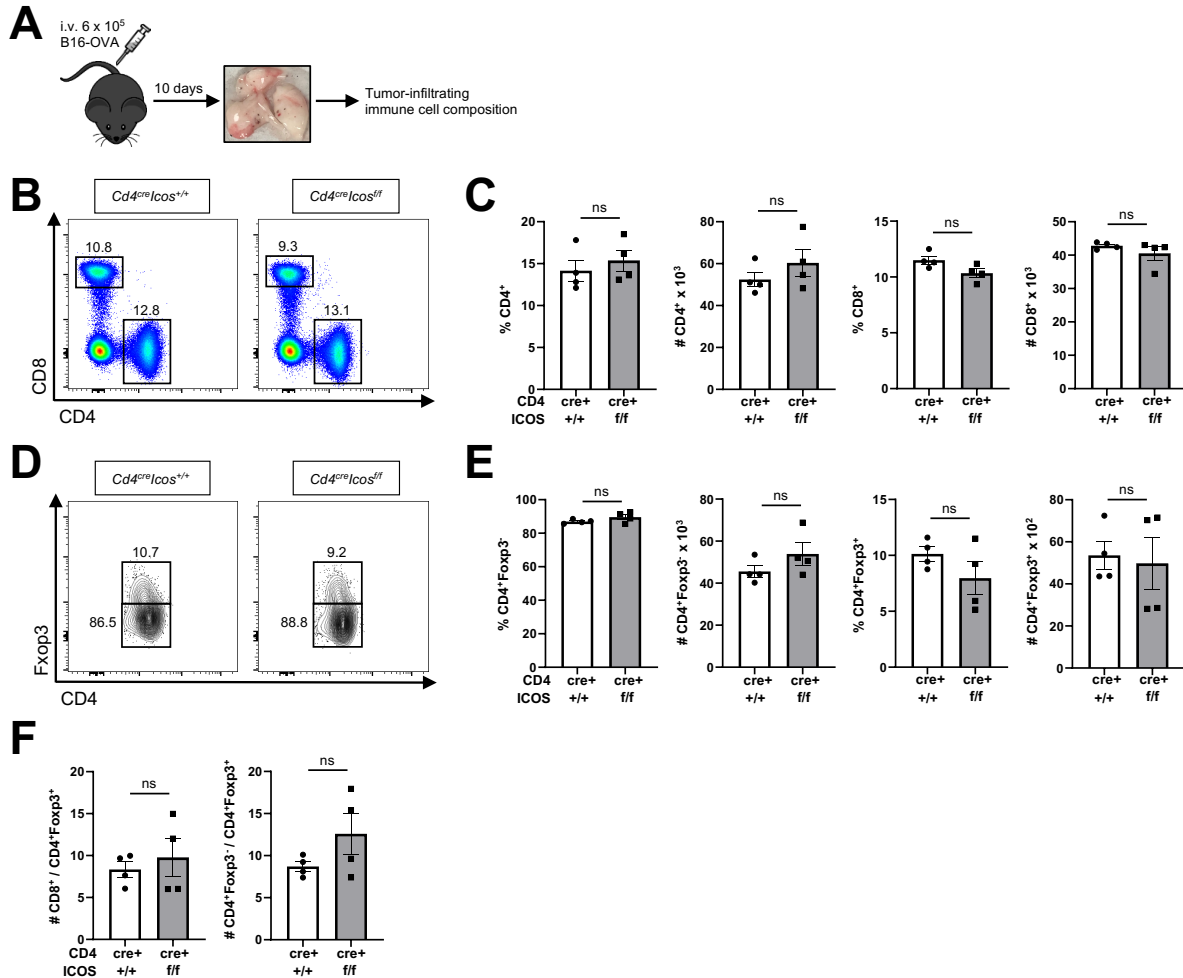 A
i.v. 6 x 10⁵
B16-OVA
10 days
Tumor-infiltrating
immune cell composition
B
Cd4ᶜʳᵉIcos⁺/⁺
Cd4ᶜʳᵉIcosᶠ/ᶠ
10.8
12.8
9.3
13.1
CD8
CD4
C
% CD4⁺
20
15
10
5
0
ns
# CD4⁺ x 10³
80
60
40
20
0
ns
% CD8⁺
15
10
5
0
ns
# CD8⁺ x 10³
50
40
30
20
10
0
ns
CD4 cre+ cre+ cre+ cre+ cre+ cre+ cre+ cre+
ICOS +/+ f/f +/+ f/f +/+ f/f +/+ f/f
D
Cd4ᶜʳᵉIcos⁺/⁺
Cd4ᶜʳᵉIcosᶠ/ᶠ
10.7
86.5
9.2
88.8
Fxop3
CD4
E
% CD4⁺Foxp3⁻
100
80
60
40
20
0
ns
# CD4⁺Foxp3⁻ x 10³
80
60
40
20
0
ns
% CD4⁺Foxp3⁺
15
10
5
0
ns
# CD4⁺Foxp3⁺ x 10²
80
60
40
20
0
ns
CD4 cre+ cre+ cre+ cre+ cre+ cre+ cre+ cre+
ICOS +/+ f/f +/+ f/f +/+ f/f +/+ f/f
F
# CD8⁺ / CD4⁺Foxp3⁺
20
15
10
5
0
ns
# CD4⁺Foxp3⁻ / CD4⁺Foxp3⁺
20
15
10
5
0
ns
CD4 cre+ cre+ cre+ cre+
ICOS +/+ f/f +/+ f/f